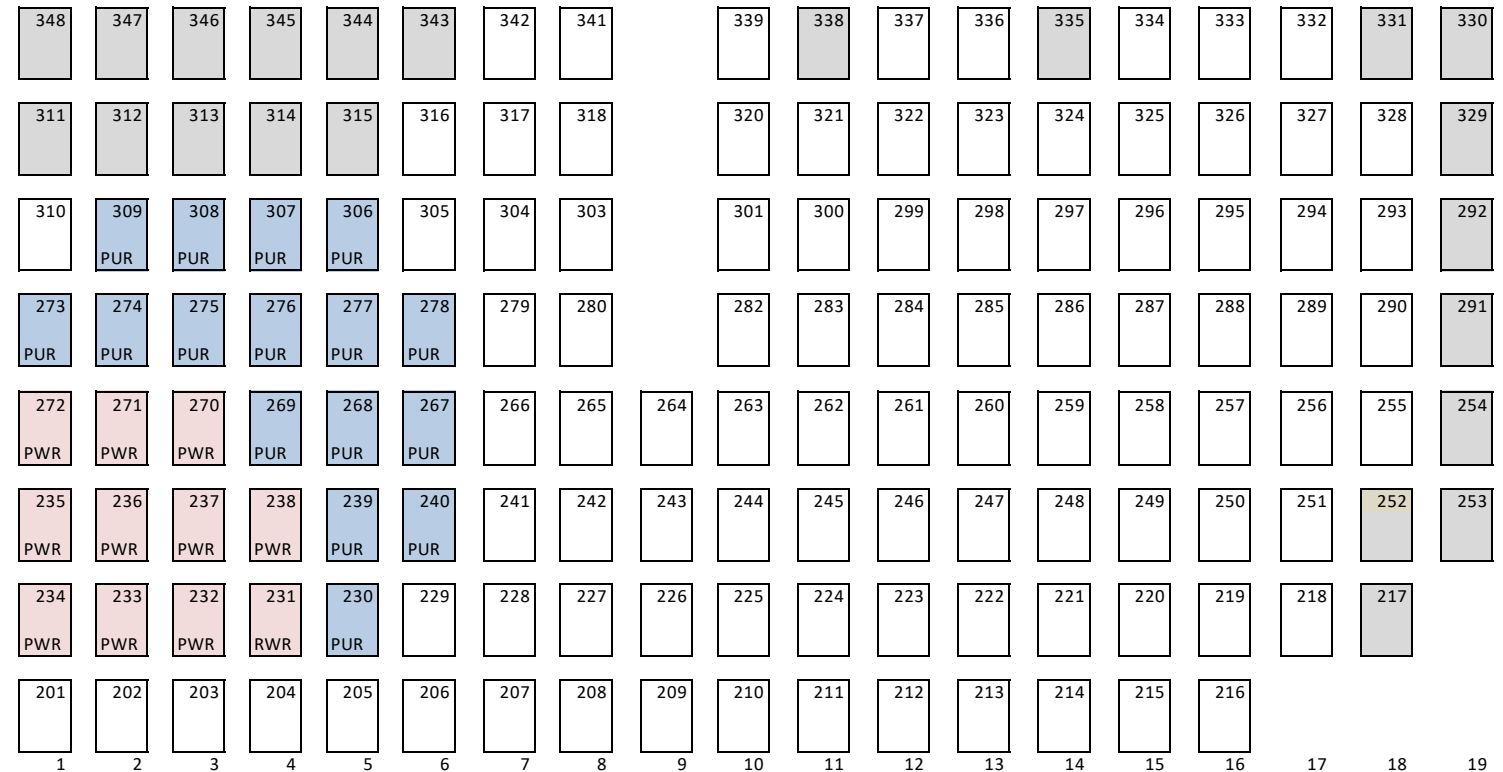 348 347 346 345 344 343 342 341 339 338 337 336 335 334 333 332 331 330
311 312 313 314 315 316 317 318 320 321 322 323 324 325 326 327 328 329
310 309 308 307 306 305 304 303 301 300 299 298 297 296 295 294 293 292
PUR PUR PUR PUR
273 274 275 276 277 278 279 280 282 283 284 285 286 287 288 289 290 291
PUR PUR PUR PUR PUR PUR
272 271 270 269 268 267 266 265 264 263 262 261 260 259 258 257 256 255 254
PWR PWR PWR PUR PUR PUR
235 236 237 238 239 240 241 242 243 244 245 246 247 248 249 250 251 252 253
PWR PWR PWR PWR PUR PUR
234 233 232 231 230 229 228 227 226 225 224 223 222 221 220 219 218 217
PWR PWR PWR RWR PUR
201 202 203 204 205 206 207 208 209 210 211 212 213 214 215 216
1 2 3 4 5 6 7 8 9 10 11 12 13 14 15 16 17 18 19